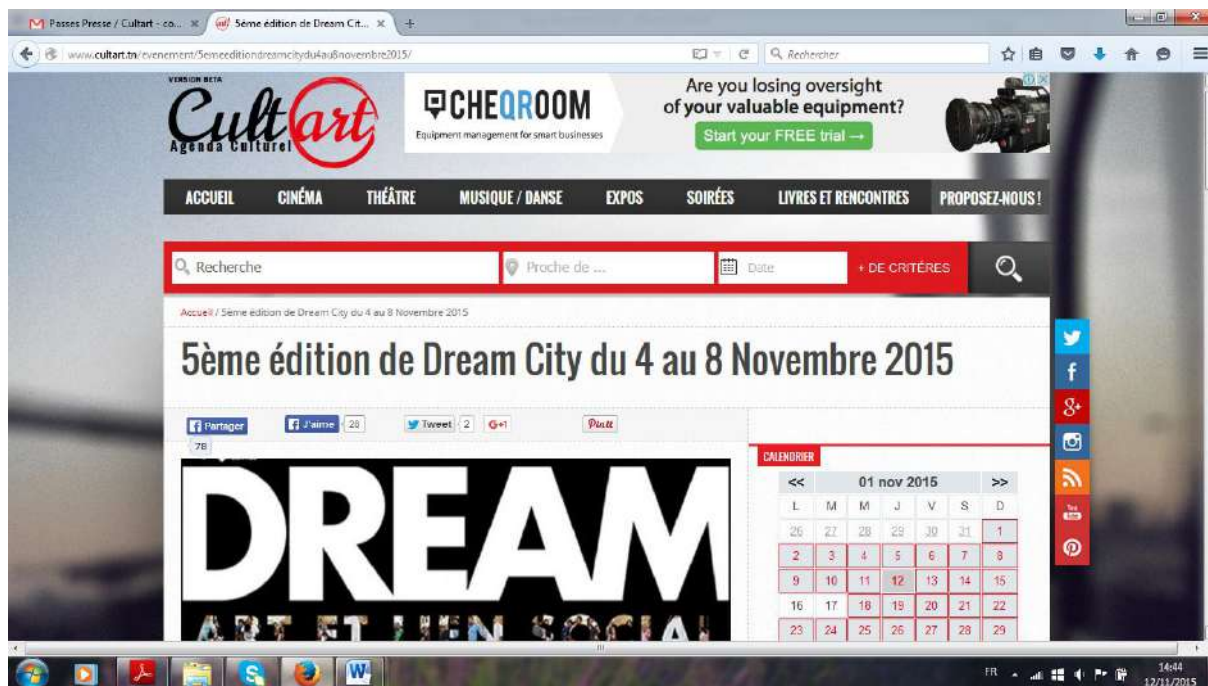 Passes Presse / Cultart - co...
5ème édition de Dream Cit...
www.cultart.tn/evenement/5emeeditiondreamcitydu4au8novembre2015/
Rechercher
VERSION BETA
Cultart
Agenda Culturel
CHEQROOM
Equipment management for smart businesses
Are you losing oversight
of your valuable equipment?
Start your FREE trial →
ACCUEIL CINÉMA THÉÂTRE MUSIQUE / DANSE EXPOS SOIRÉES LIVRES ET RENCONTRES PROPOSEZ-NOUS !
Recherche Proche de ... Date + DE CRITÉRES
Accueil / 5ème édition de Dream City du 4 au 8 Novembre 2015
5ème édition de Dream City du 4 au 8 Novembre 2015
Partager J'aime 28 Tweet 2 G+1 Pin it
78
DREAM
ART ET LIEN SOCIAL
CALENDRIER
<< 01 nov 2015 >>
L M M J V S D
26 27 28 29 30 31 1
2 3 4 5 6 7 8
9 10 11 12 13 14 15
16 17 18 19 20 21 22
23 24 25 26 27 28 29
You Tube
FR
14:44
12/11/2015